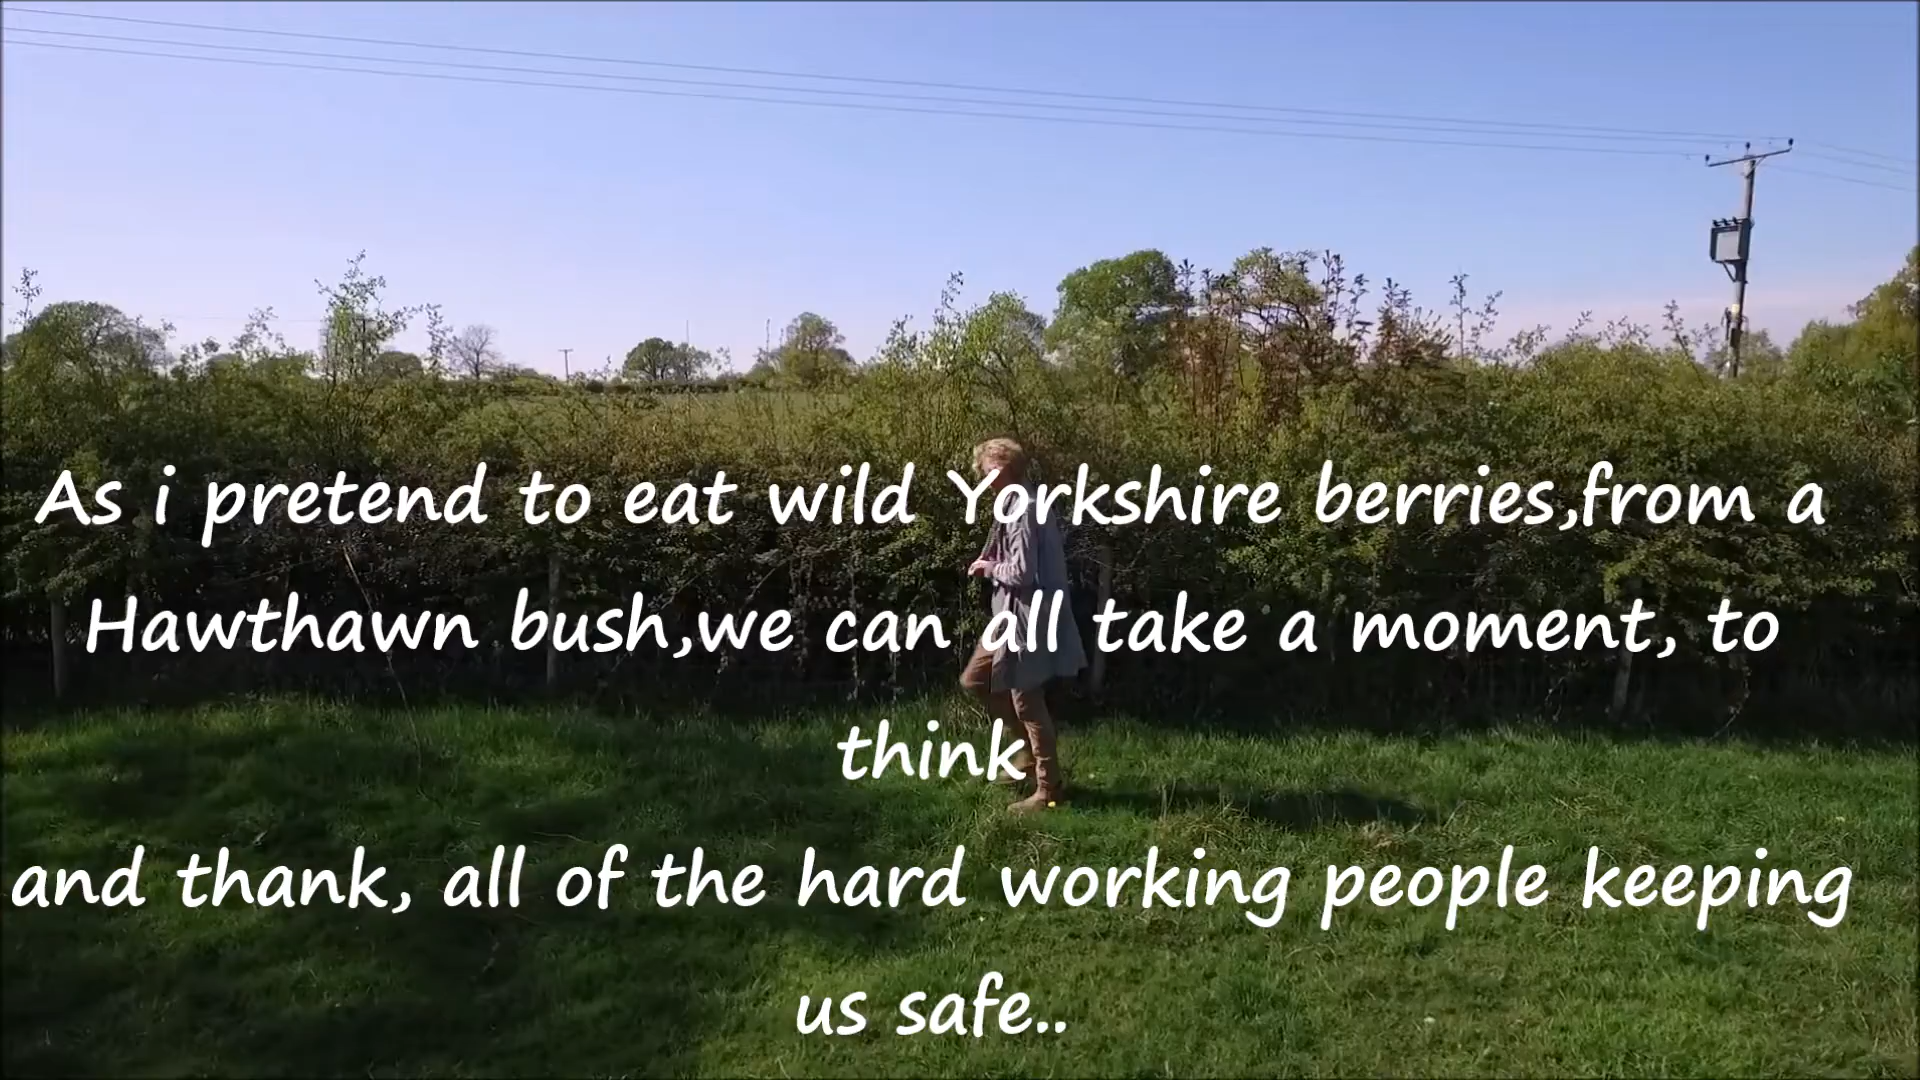 As i pretend to eat wild Yorkshire berries,from a
Hawthawn bush,we can all take a moment, to
think
and thank, all of the hard working people keeping
us safe..